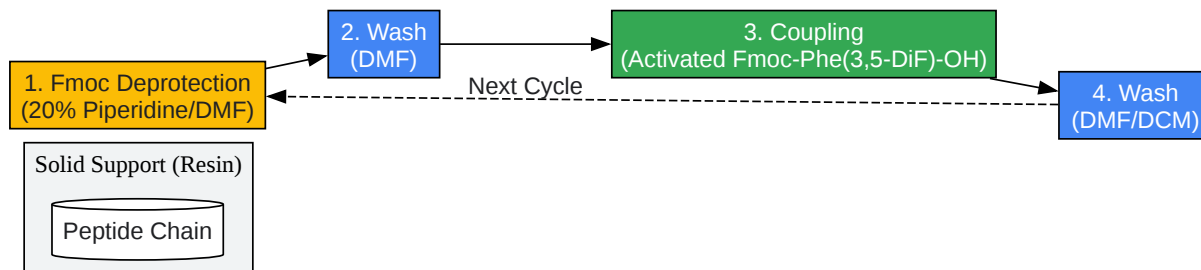 1. Fmoc Deprotection
(20% Piperidine/DMF)
2. Wash
(DMF)
3. Coupling
(Activated Fmoc-Phe(3,5-DiF)-OH)
4. Wash
(DMF/DCM)
Next Cycle
Solid Support (Resin)
Peptide Chain